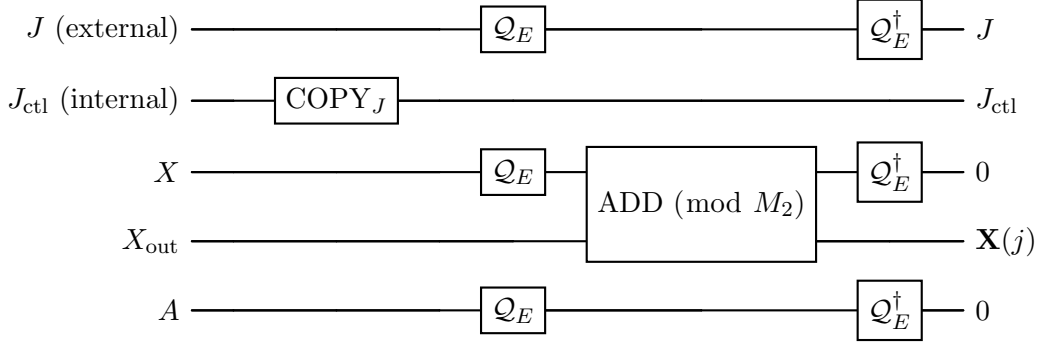 J (external) 𝒬_E 𝒬_E^† J
J_ctl (internal) COPY_J J_ctl
X 𝒬_E ADD (mod M_2) 𝒬_E^† 0
X_out 𝐗(j)
A 𝒬_E 𝒬_E^† 0